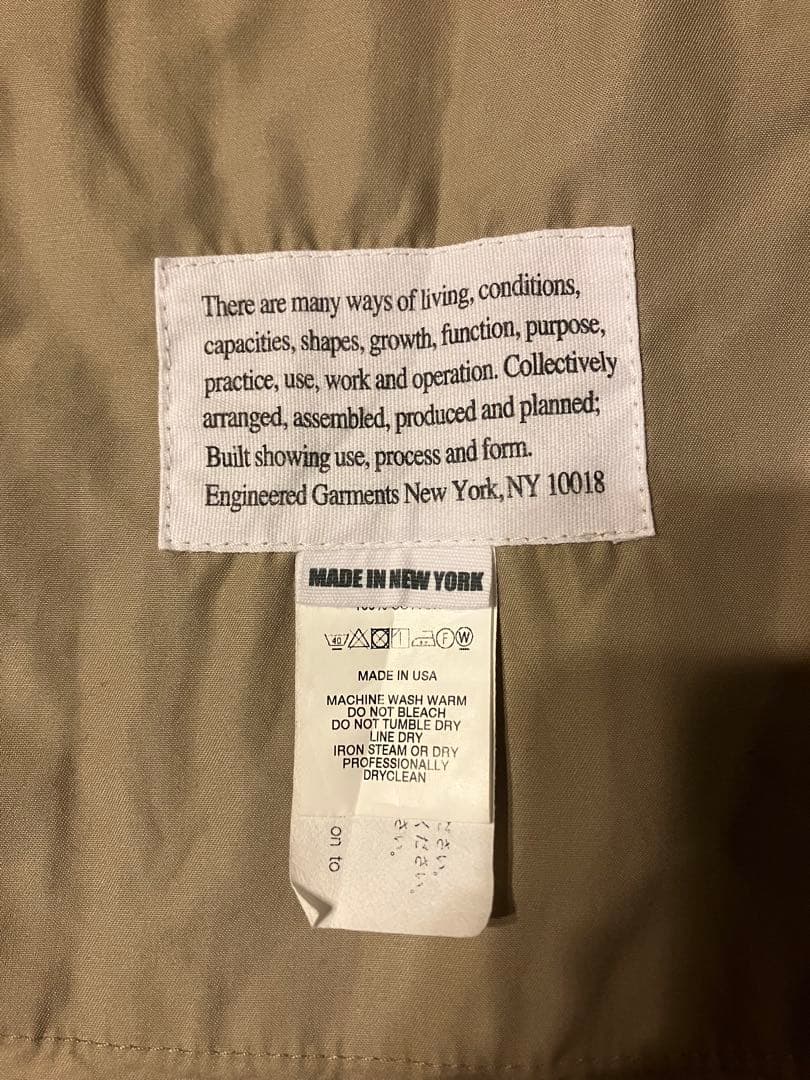 There are many ways of living, conditions,
capacities, shapes, growth, function, purpose,
practice, use, work and operation. Collectively
arranged, assembled, produced and planned;
Built showing use, process and form.
Engineered Garments New York, NY 10018
MADE IN NEW YORK
40
F W
MADE IN USA
MACHINE WASH WARM
DO NOT BLEACH
DO NOT TUMBLE DRY
LINE DRY
IRON STEAM OR DRY
PROFESSIONALLY
DRYCLEAN
on to